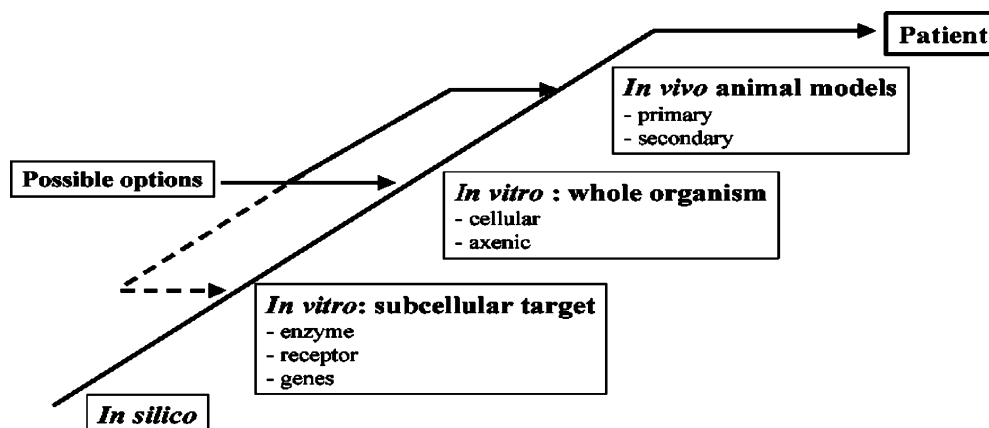 Patient
In vivo animal models
- primary
- secondary
Possible options
In vitro : whole organism
- cellular
- axenic
In vitro: subcellular target
- enzyme
- receptor
- genes
In silico